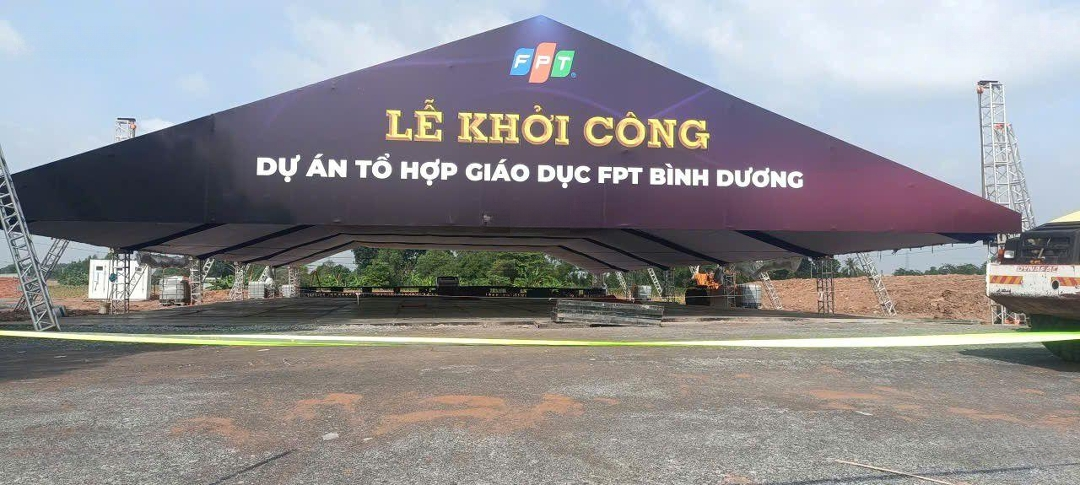 FPT
LỄ KHỞI CÔNG
DỰ ÁN TỔ HỢP GIÁO DỤC FPT BÌNH DƯƠNG